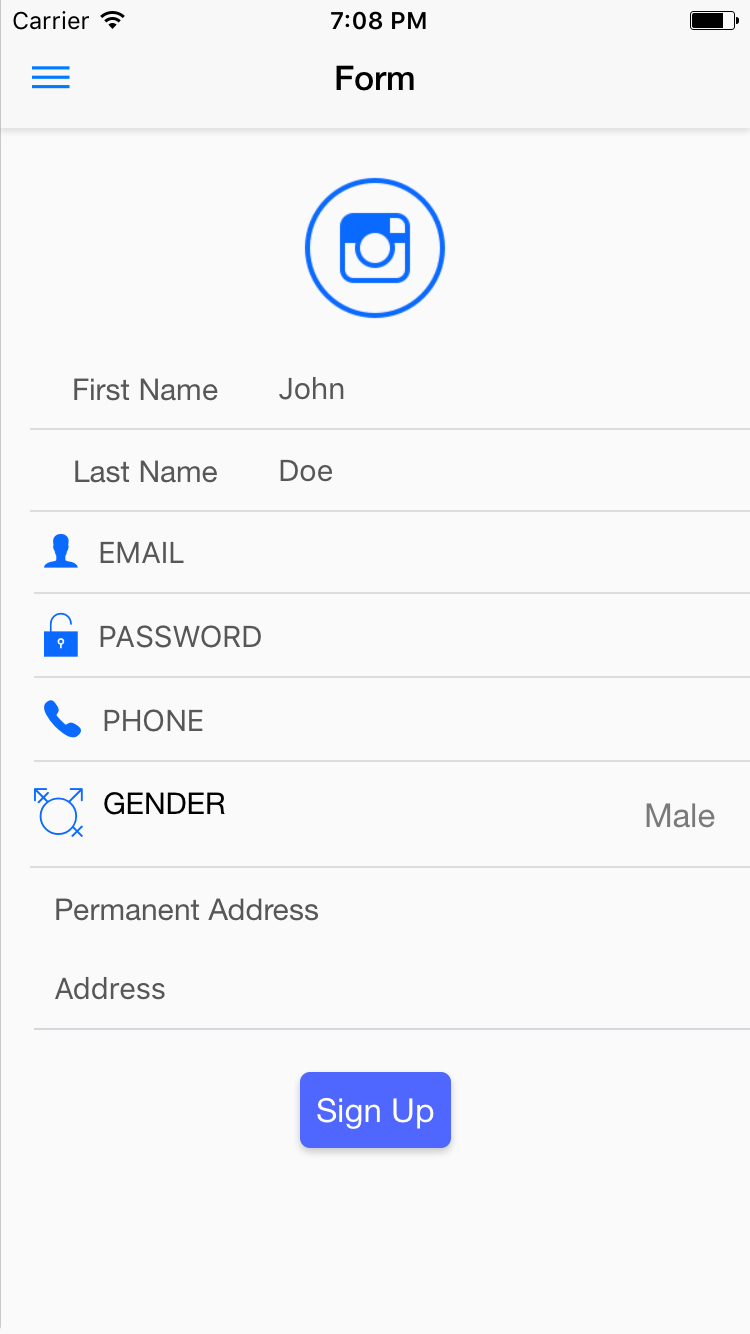 Carrier 7:08 PM
Form
First Name John
Last Name Doe
EMAIL
PASSWORD
PHONE
GENDER Male
Permanent Address
Address
Sign Up